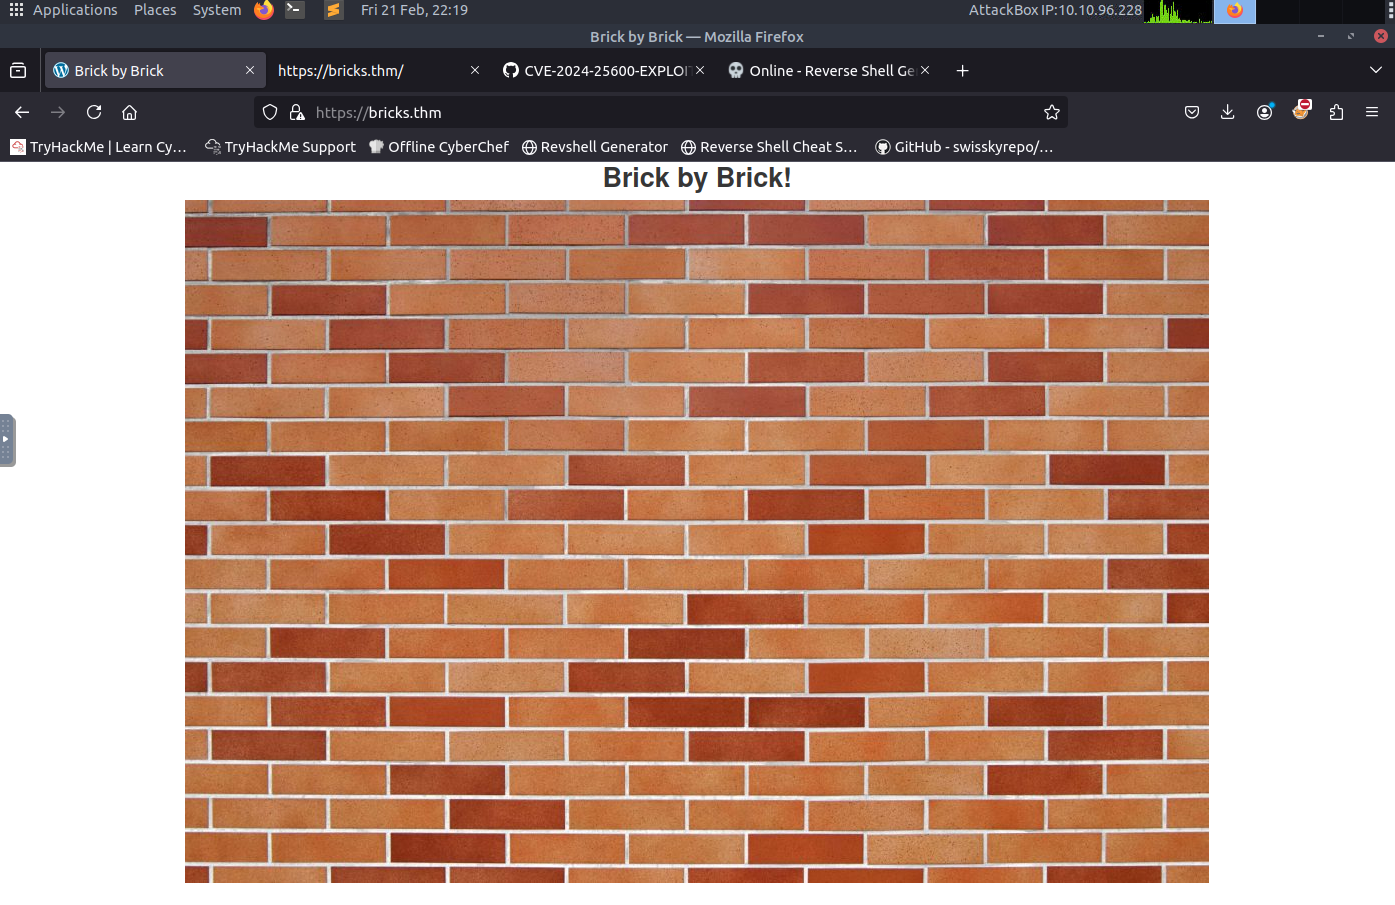 Applications Places System Fri 21 Feb, 22:19 AttackBox IP:10.10.96.228
Brick by Brick — Mozilla Firefox
Brick by Brick https://bricks.thm/ CVE-2024-25600-EXPLOIT Online - Reverse Shell Ge
https://bricks.thm
TryHackMe | Learn Cy... TryHackMe Support Offline CyberChef Revshell Generator Reverse Shell Cheat S... GitHub - swisskyrepo/...
Brick by Brick!